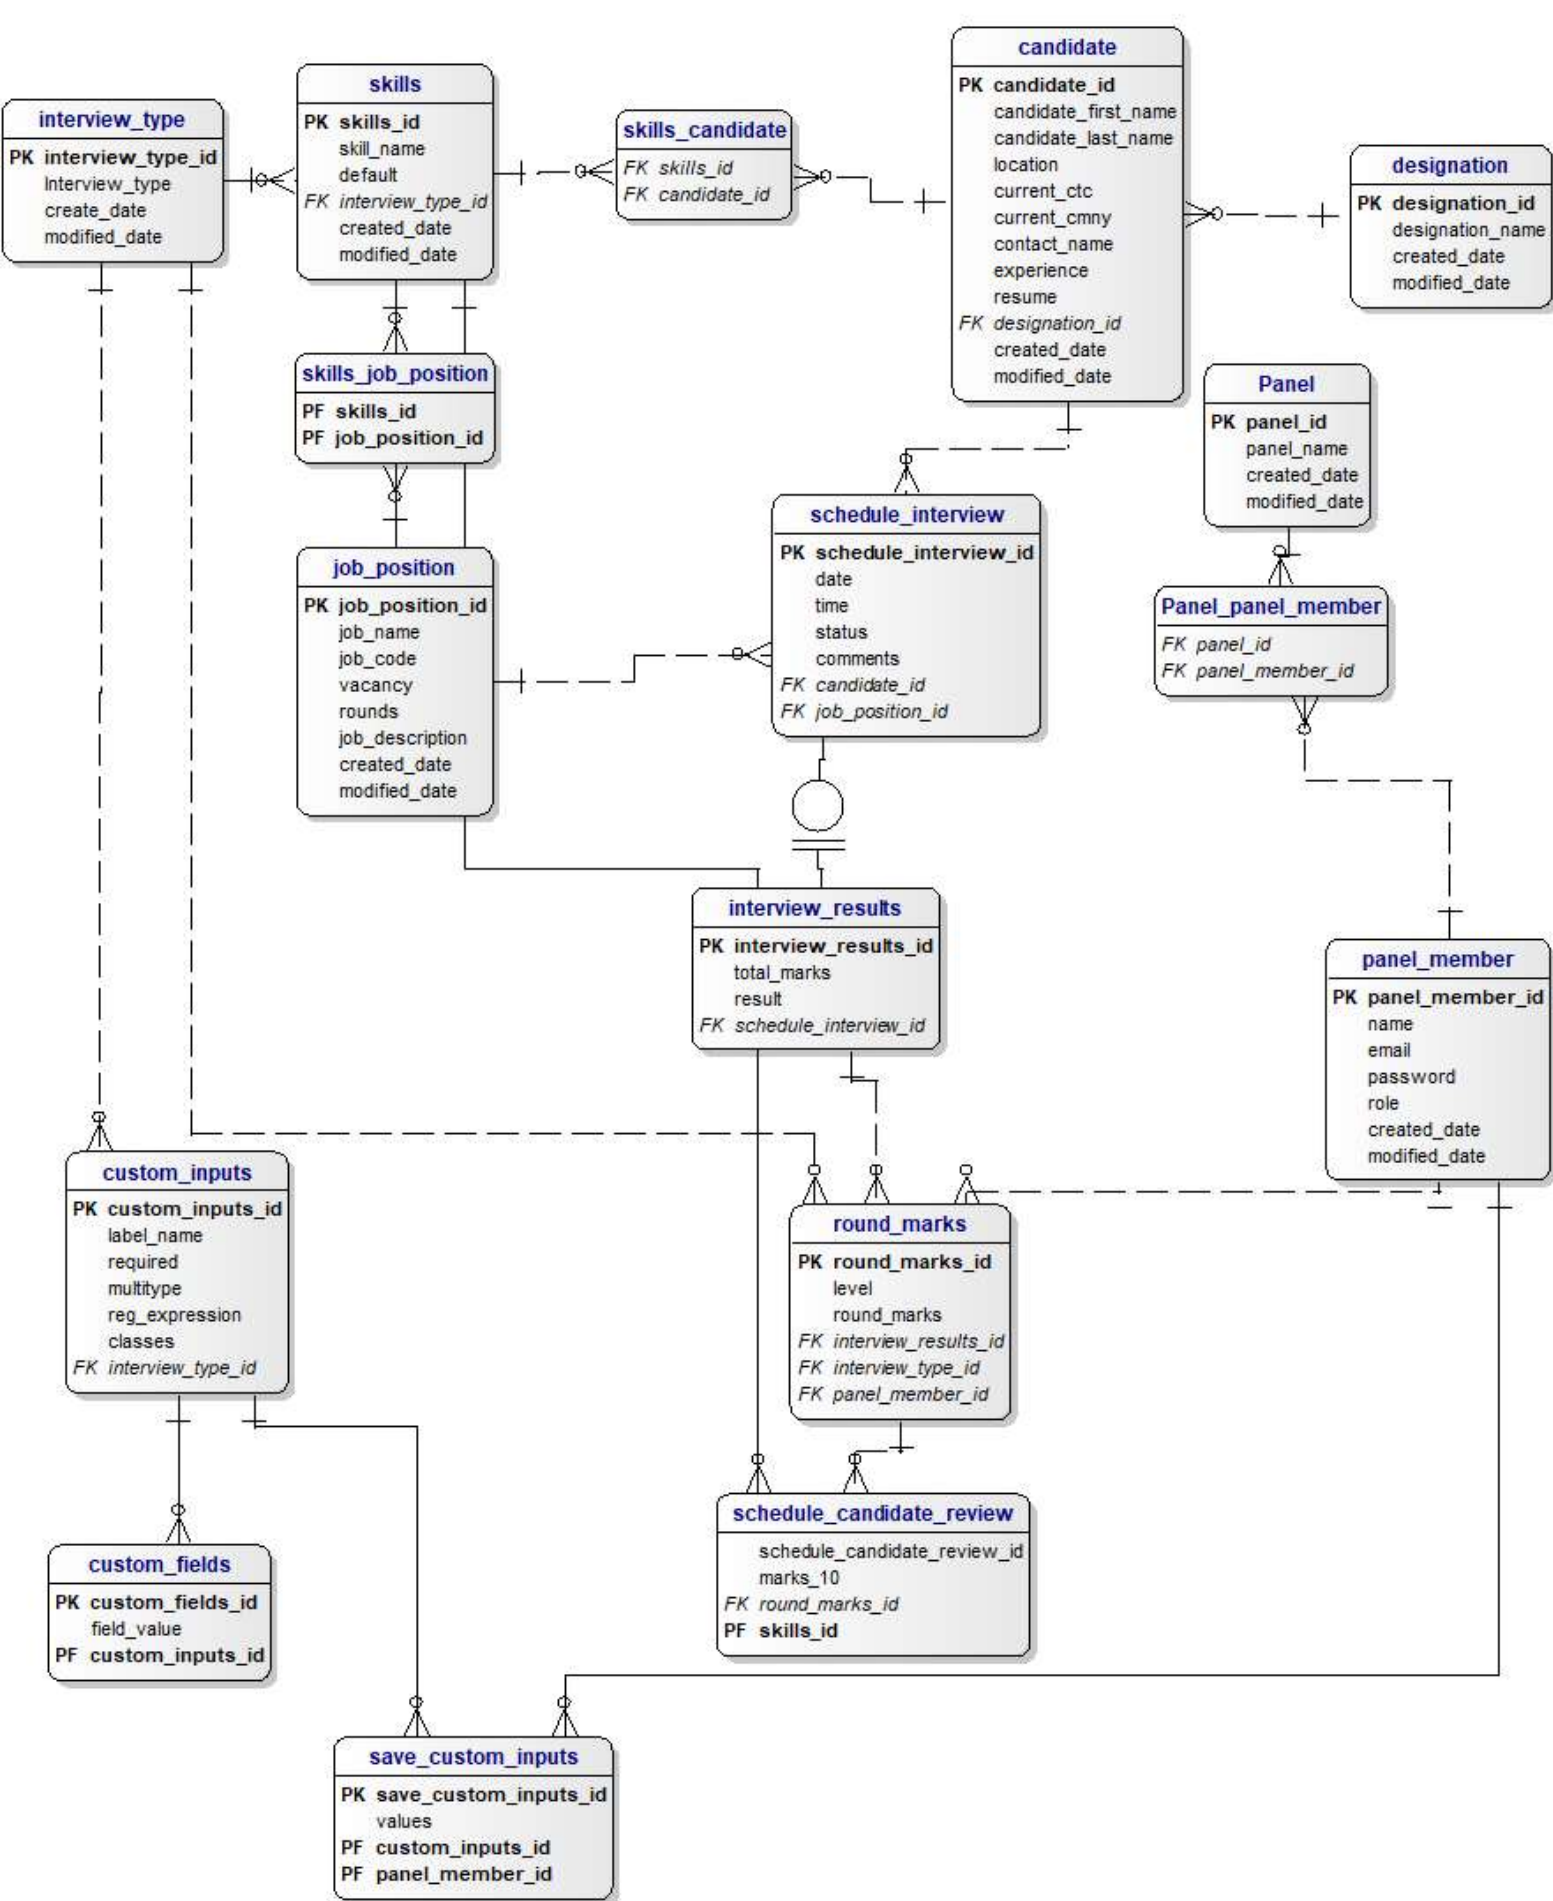 interview_type
PK interview_type_id
Interview_type
create_date
modified_date
skills
PK skills_id
skill_name
default
FK interview_type_id
created_date
modified_date
skills_candidate
FK skills_id
FK candidate_id
candidate
PK candidate_id
candidate_first_name
candidate_last_name
location
current_ctc
current_cmny
contact_name
experience
resume
FK designation_id
created_date
modified_date
designation
PK designation_id
designation_name
created_date
modified_date
skills_job_position
PF skills_id
PF job_position_id
Panel
PK panel_id
panel_name
created_date
modified_date
job_position
PK job_position_id
job_name
job_code
vacancy
rounds
job_description
created_date
modified_date
schedule_interview
PK schedule_interview_id
date
time
status
comments
FK candidate_id
FK job_position_id
Panel_panel_member
FK panel_id
FK panel_member_id
interview_results
PK interview_results_id
total_marks
result
FK schedule_interview_id
panel_member
PK panel_member_id
name
email
password
role
created_date
modified_date
custom_inputs
PK custom_inputs_id
label_name
required
multitype
reg_expression
classes
FK interview_type_id
round_marks
PK round_marks_id
level
round_marks
FK interview_results_id
FK interview_type_id
FK panel_member_id
schedule_candidate_review
schedule_candidate_review_id
marks_10
FK round_marks_id
PF skills_id
custom_fields
PK custom_fields_id
field_value
PF custom_inputs_id
save_custom_inputs
PK save_custom_inputs_id
values
PF custom_inputs_id
PF panel_member_id